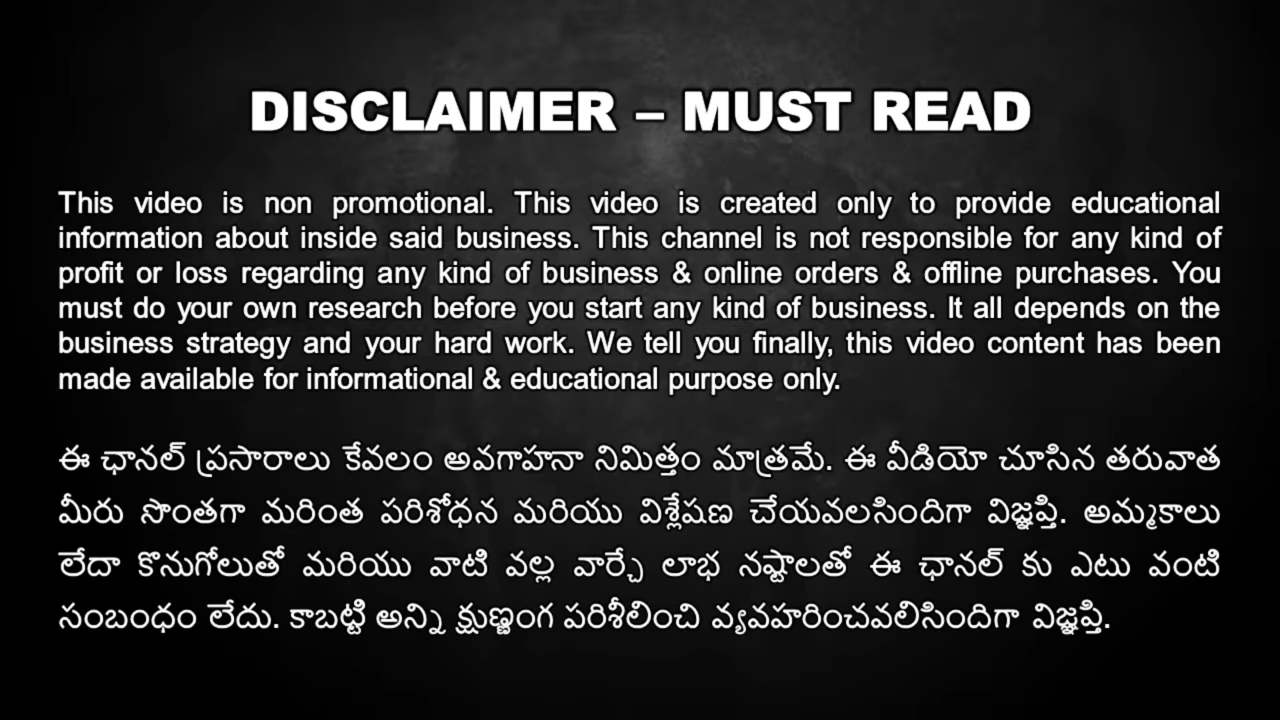 DISCLAIMER – MUST READ
This video is non promotional. This video is created only to provide educational
information about inside said business. This channel is not responsible for any kind of
profit or loss regarding any kind of business & online orders & offline purchases. You
must do your own research before you start any kind of business. It all depends on the
business strategy and your hard work. We tell you finally, this video content has been
made available for informational & educational purpose only.
ఈ ఛానల్ ప్రసారాలు కేవలం అవగాహనా నిమిత్తం మాత్రమే. ఈ వీడియో చూసిన తరువాత
మీరు సొంతగా మరింత పరిశోధన మరియు విశ్లేషణ చేయవలసిందిగా విజ్ఞప్తి. అమ్మకాలు
లేదా కొనుగోలుతో మరియు వాటి వల్ల వార్చే లాభ నష్టాలతో ఈ ఛానల్ కు ఎటు వంటి
సంబంధం లేదు. కాబట్టి అన్ని క్షుణ్ణంగ పరిశీలించి వ్యవహరించవలిసిందిగా విజ్ఞప్తి.